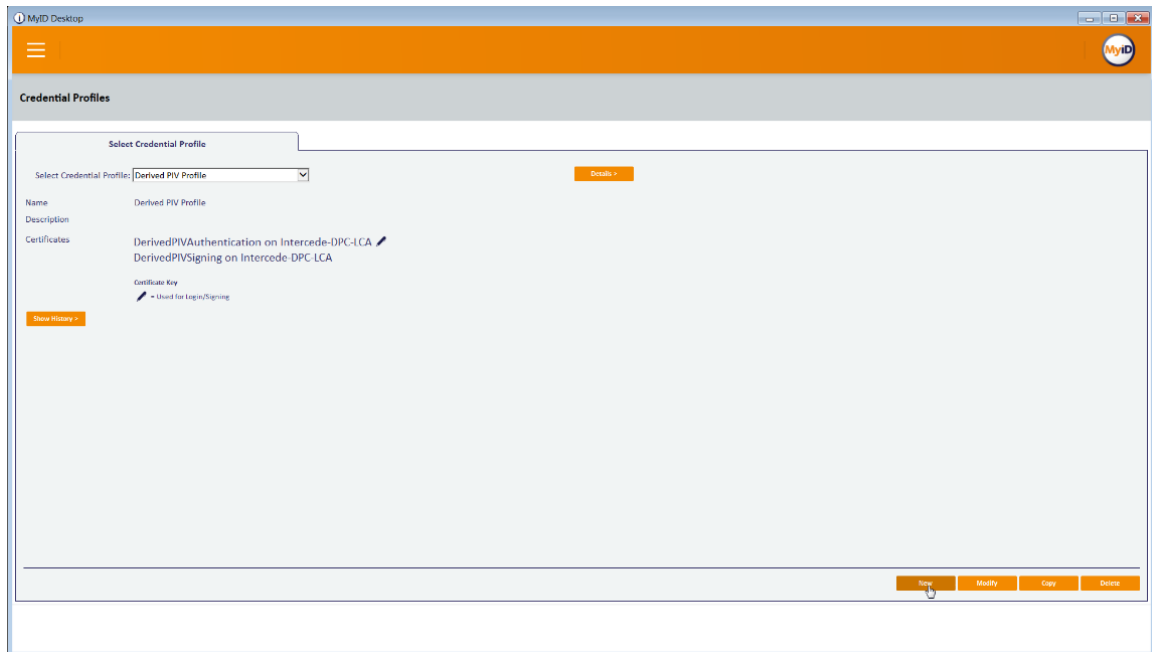 MyID Desktop
MyiD
Credential Profiles
Select Credential Profile
Select Credential Profile: Derived PIV Profile
Details >
Name Derived PIV Profile
Description
Certificates DerivedPIVAuthentication on Intercede-DPC-LCA
DerivedPIVSigning on Intercede-DPC-LCA
Certificate Key
= Used for Login/Signing
Show History >
New Modify Copy Delete